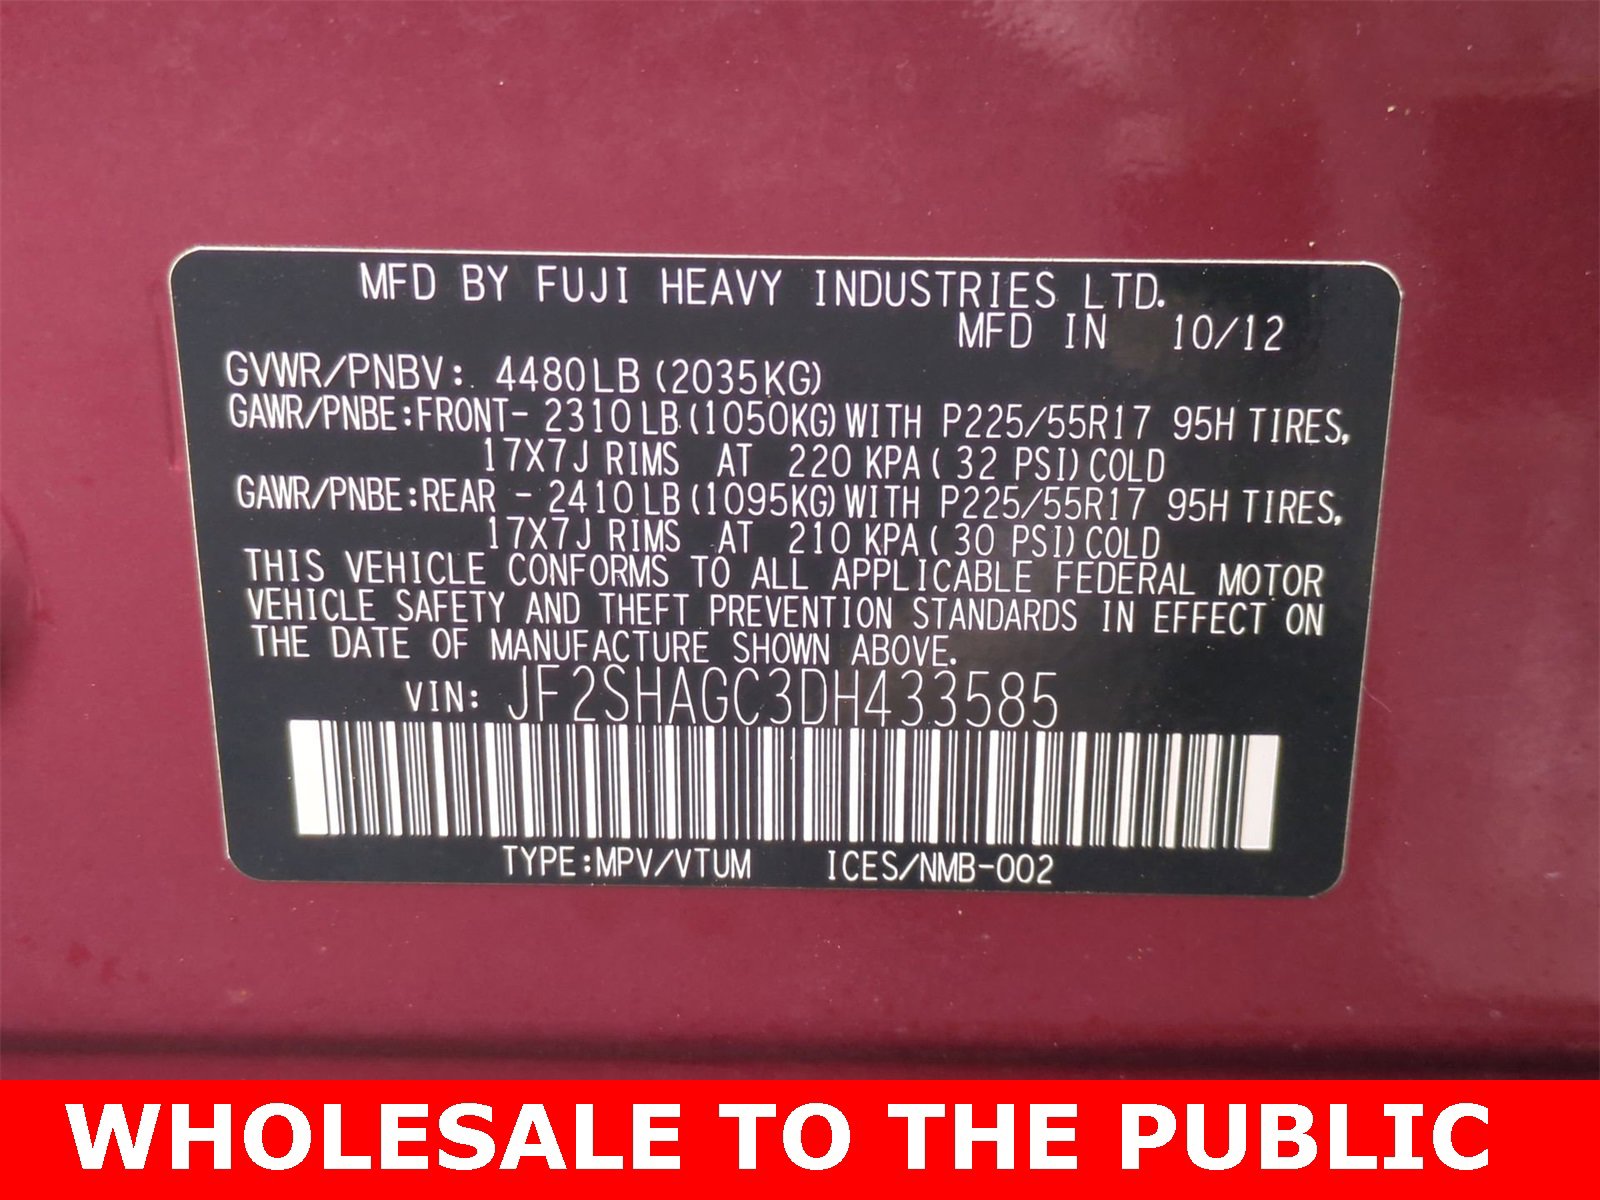 MFD BY FUJI HEAVY INDUSTRIES LTD.
MFD IN 10/12
GVWR/PNBV: 4480LB (2035KG)
GAWR/PNBE:FRONT- 2310LB (1050KG) WITH P225/55R17 95H TIRES,
17X7J RIMS AT 220 KPA ( 32 PSI) COLD
GAWR/PNBE:REAR - 2410LB (1095KG) WITH P225/55R17 95H TIRES,
17X7J RIMS AT 210 KPA ( 30 PSI) COLD
THIS VEHICLE CONFORMS TO ALL APPLICABLE FEDERAL MOTOR
VEHICLE SAFETY AND THEFT PREVENTION STANDARDS IN EFFECT ON
THE DATE OF MANUFACTURE SHOWN ABOVE.
VIN: JF2SHAGC3DH433585
TYPE:MPV/VTUM ICES/NMB-002
WHOLESALE TO THE PUBLIC